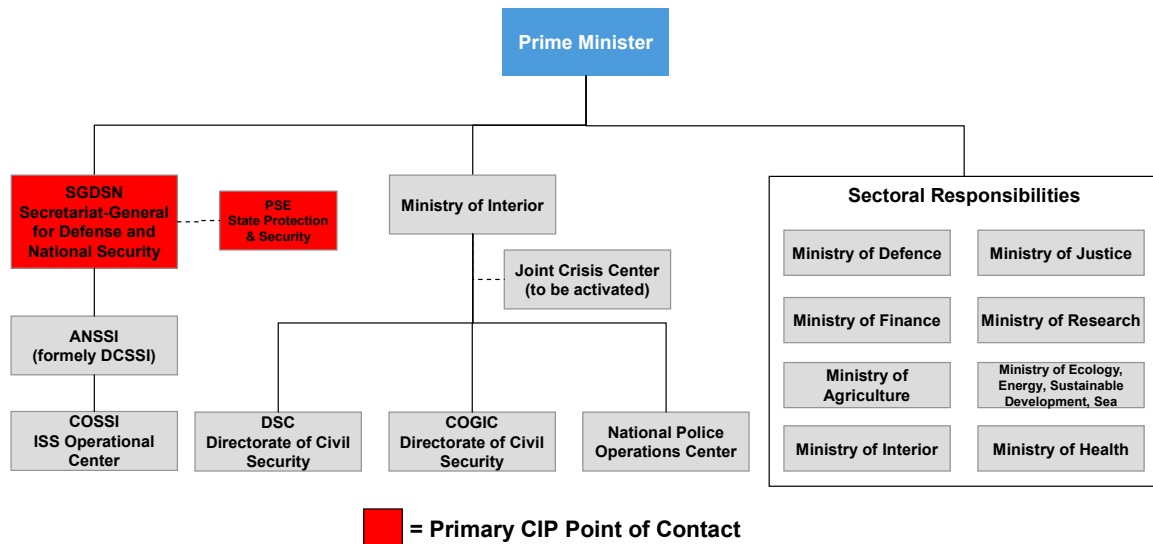 Prime Minister
SGDSN
Secretariat-General
for Defense and
National Security
PSE
State Protection
& Security
Ministry of Interior
Joint Crisis Center
(to be activated)
ANSSI
(formely DCSSI)
COSSI
ISS Operational
Center
DSC
Directorate of Civil
Security
COGIC
Directorate of Civil
Security
National Police
Operations Center
Sectoral Responsibilities
Ministry of Defence
Ministry of Justice
Ministry of Finance
Ministry of Research
Ministry of
Agriculture
Ministry of Ecology,
Energy, Sustainable
Development, Sea
Ministry of Interior
Ministry of Health
= Primary CIP Point of Contact